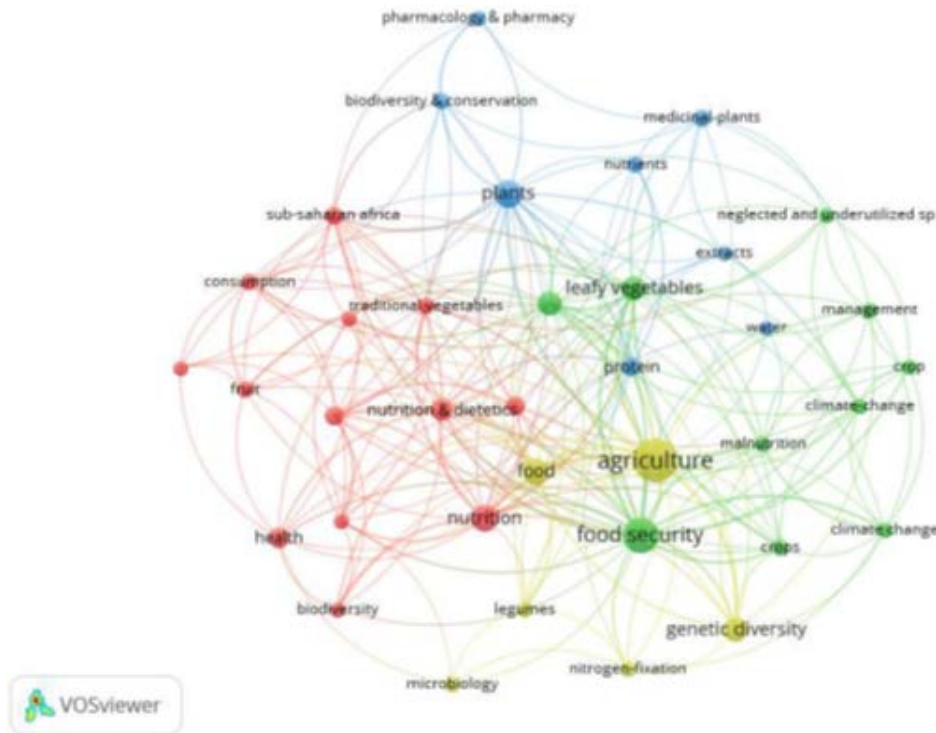 pharmacology & pharmacy
biodiversity & conservation
medicinal-plants
nutrients
plants
sub-saharan africa
neglected and underutilized sp
extracts
consumption
leafy vegetables
traditional vegetables
management
water
fruit
protein
crop
nutrition & dietetics
climate-change
malnutrition
agriculture
food
nutrition
health
food security
climate change
crops
biodiversity
legumes
genetic diversity
nitrogen-fixation
microbiology
VOSviewer